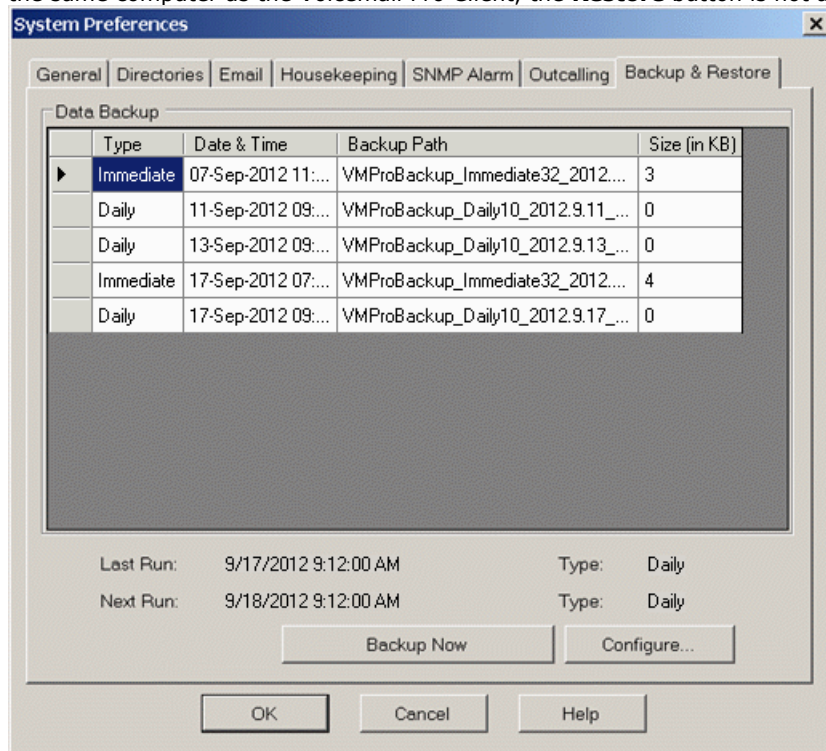 System Preferences
General Directories Email Housekeeping SNMP Alarm Outcalling Backup & Restore
Data Backup
Type Date & Time Backup Path Size (in KB)
Immediate 07-Sep-2012 11:... VMProBackup_Immediate32_2012.... 3
Daily 11-Sep-2012 09:... VMProBackup_Daily10_2012.9.11_... 0
Daily 13-Sep-2012 09:... VMProBackup_Daily10_2012.9.13_... 0
Immediate 17-Sep-2012 07:... VMProBackup_Immediate32_2012.... 4
Daily 17-Sep-2012 09:... VMProBackup_Daily10_2012.9.17_... 0
Last Run: 9/17/2012 9:12:00 AM Type: Daily
Next Run: 9/18/2012 9:12:00 AM Type: Daily
Backup Now Configure...
OK Cancel Help